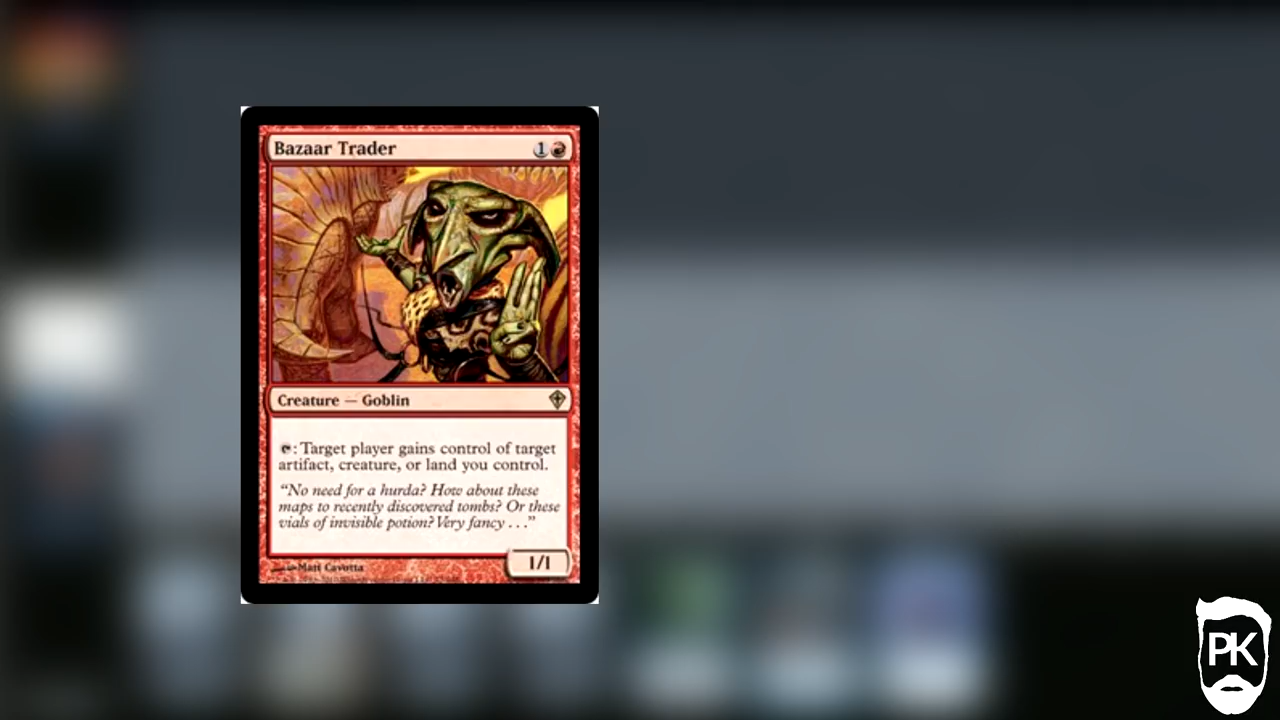 Bazaar Trader 1
Creature — Goblin
: Target player gains control of target
artifact, creature, or land you control.
“No need for a hurda? How about these
maps to recently discovered tombs? Or these
vials of invisible potion? Very fancy . . .”
1/1
Matt Cavotta
PK